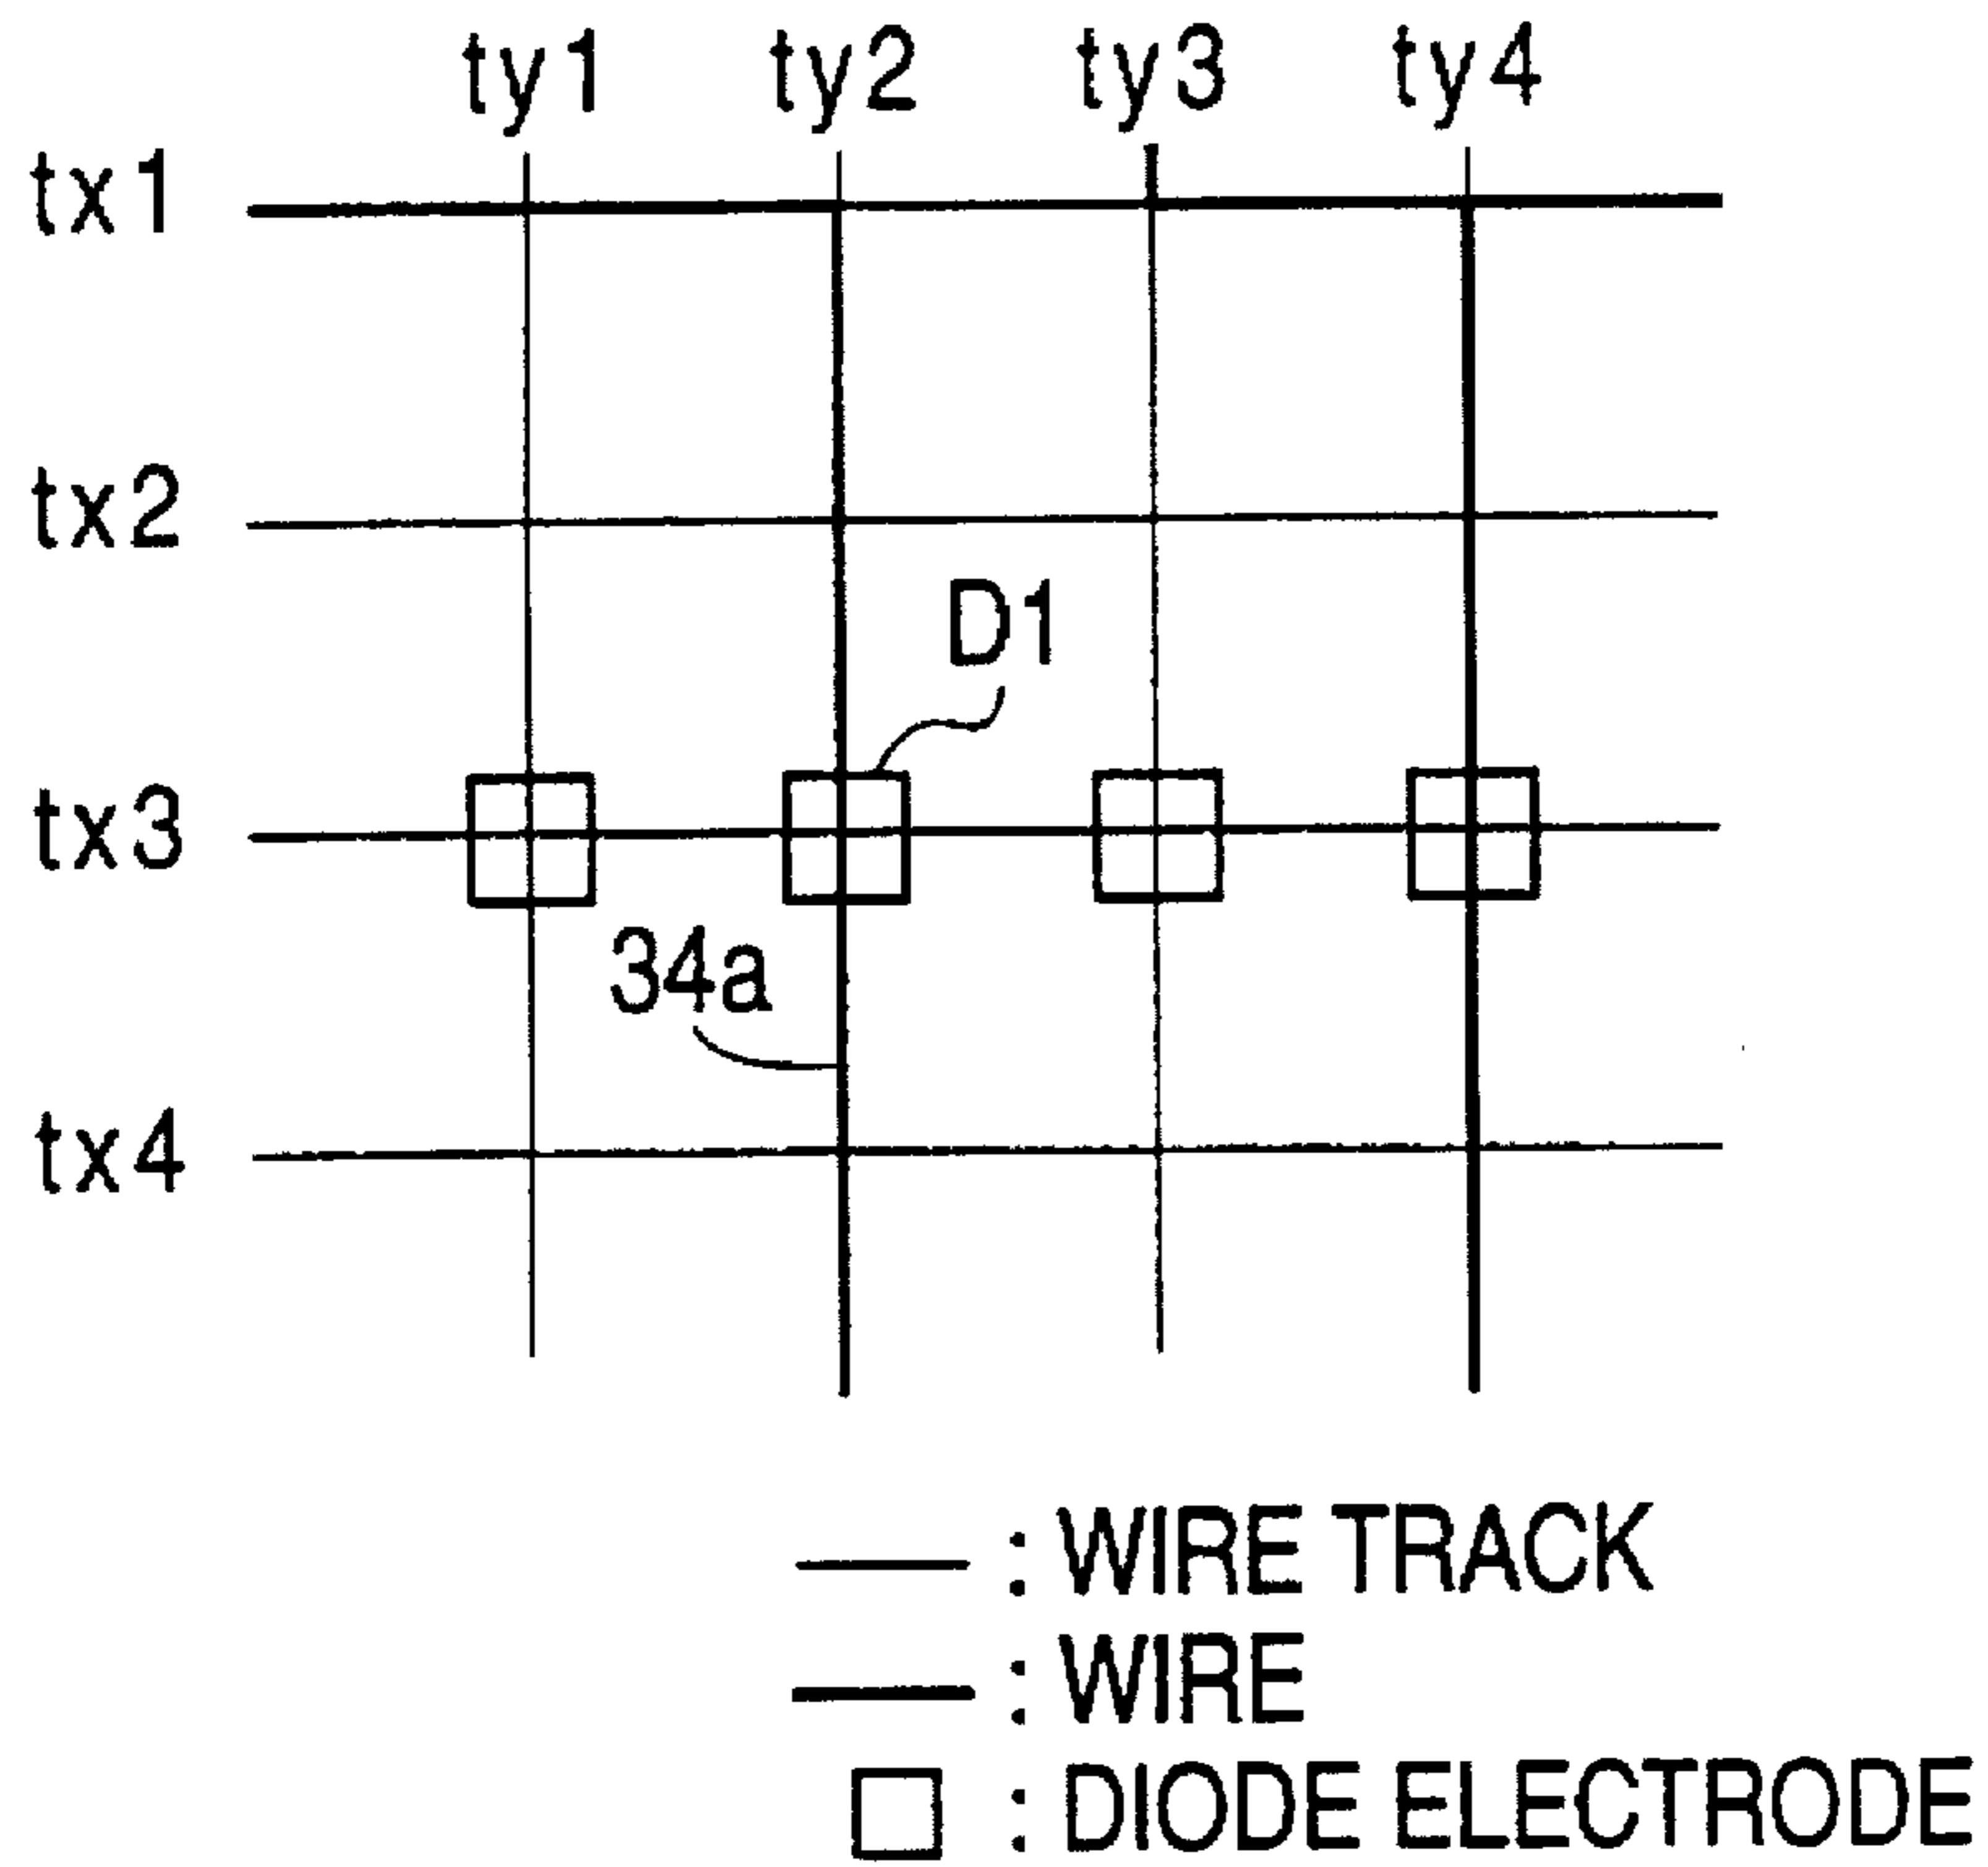 ty1 ty2 ty3 ty4
tx1
tx2
D1
tx3
34a
tx4
: WIRE TRACK
: WIRE
: DIODE ELECTRODE